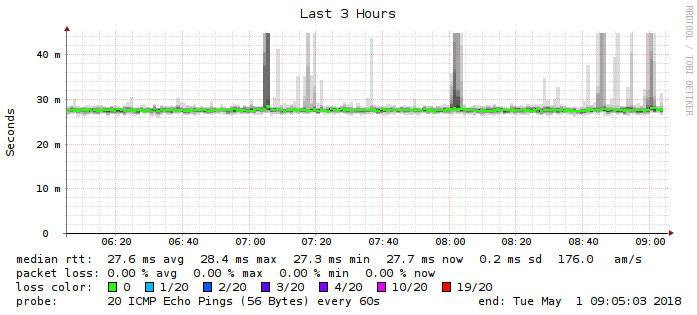 Last 3 Hours
RRDTOOL / TOBI OETIKER
Seconds
40 m
30 m
20 m
10 m
0
06:20 06:40 07:00 07:20 07:40 08:00 08:20 08:40 09:00
median rtt: 27.6 ms avg 28.4 ms max 27.3 ms min 27.7 ms now 0.2 ms sd 176.0 am/s
packet loss: 0.00 % avg 0.00 % max 0.00 % min 0.00 % now
loss color: 0 1/20 2/20 3/20 4/20 10/20 19/20
probe: 20 ICMP Echo Pings (56 Bytes) every 60s end: Tue May 1 09:05:03 2018